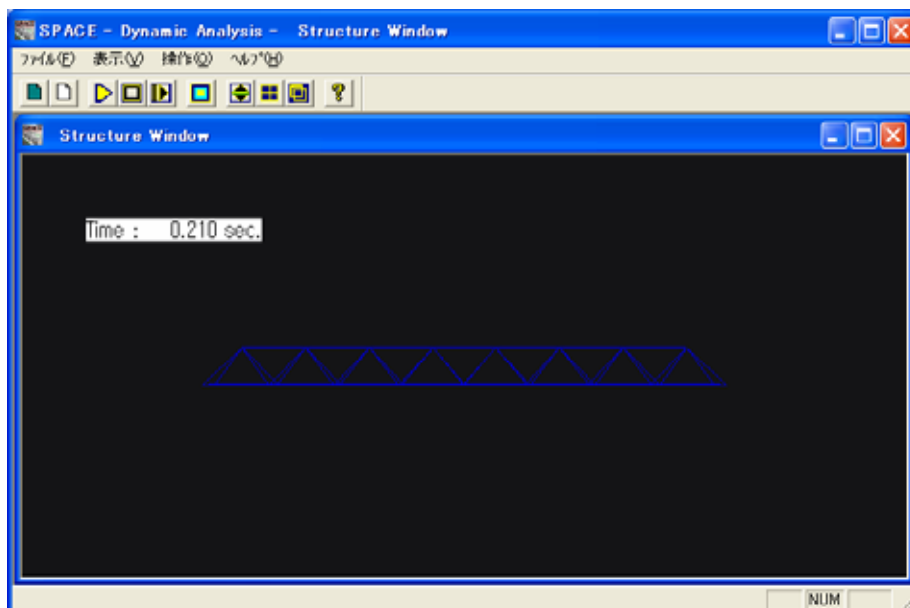 SPACE - Dynamic Analysis - Structure Window
ファイル(F) 表示(V) 操作(O) ヘルプ(H)
Structure Window
Time : 0.210 sec.
NUM